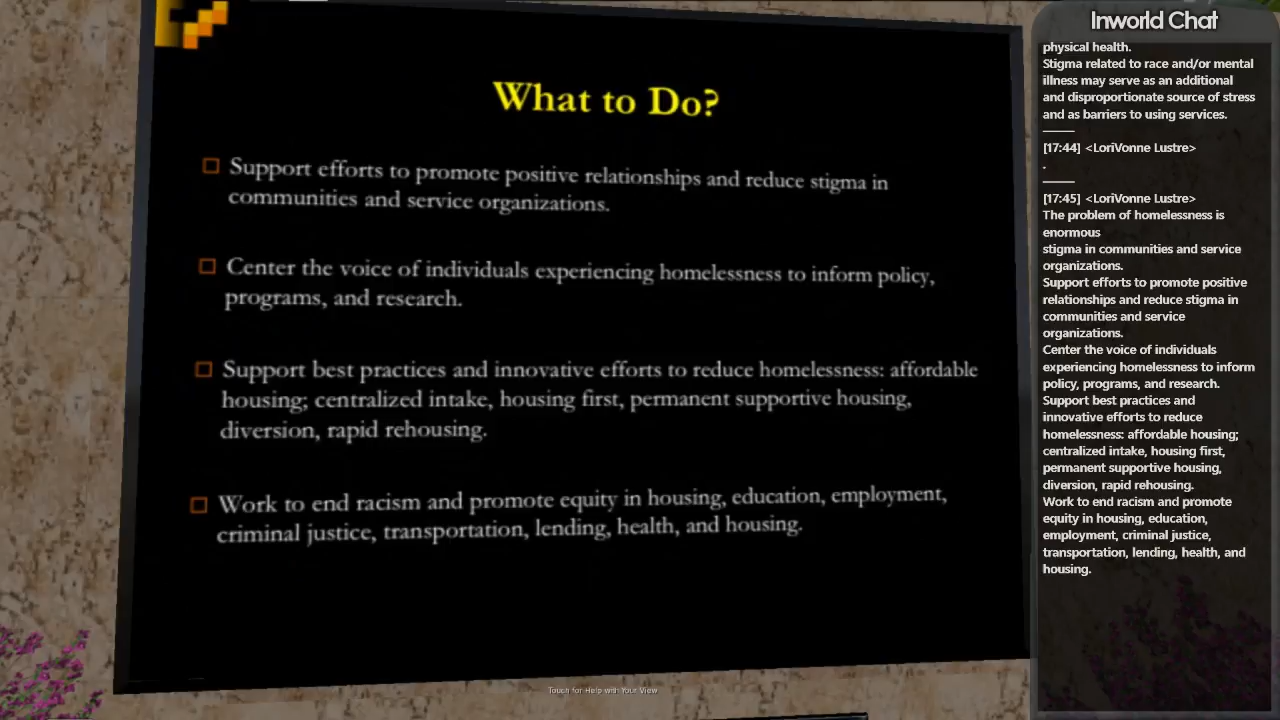 What to Do?
Support efforts to promote positive relationships and reduce stigma in
communities and service organizations.
Center the voice of individuals experiencing homelessness to inform policy,
programs, and research.
Support best practices and innovative efforts to reduce homelessness: affordable
housing; centralized intake, housing first, permanent supportive housing,
diversion, rapid rehousing.
Work to end racism and promote equity in housing, education, employment,
criminal justice, transportation, lending, health, and housing.
Touch for Help with Your View
Inworld Chat
physical health.
Stigma related to race and/or mental
illness may serve as an additional
and disproportionate source of stress
and as barriers to using services.
[17:44] <LoriVonne Lustre>
.
[17:45] <LoriVonne Lustre>
The problem of homelessness is
enormous
stigma in communities and service
organizations.
Support efforts to promote positive
relationships and reduce stigma in
communities and service
organizations.
Center the voice of individuals
experiencing homelessness to inform
policy, programs, and research.
Support best practices and
innovative efforts to reduce
homelessness: affordable housing;
centralized intake, housing first,
permanent supportive housing,
diversion, rapid rehousing.
Work to end racism and promote
equity in housing, education,
employment, criminal justice,
transportation, lending, health, and
housing.